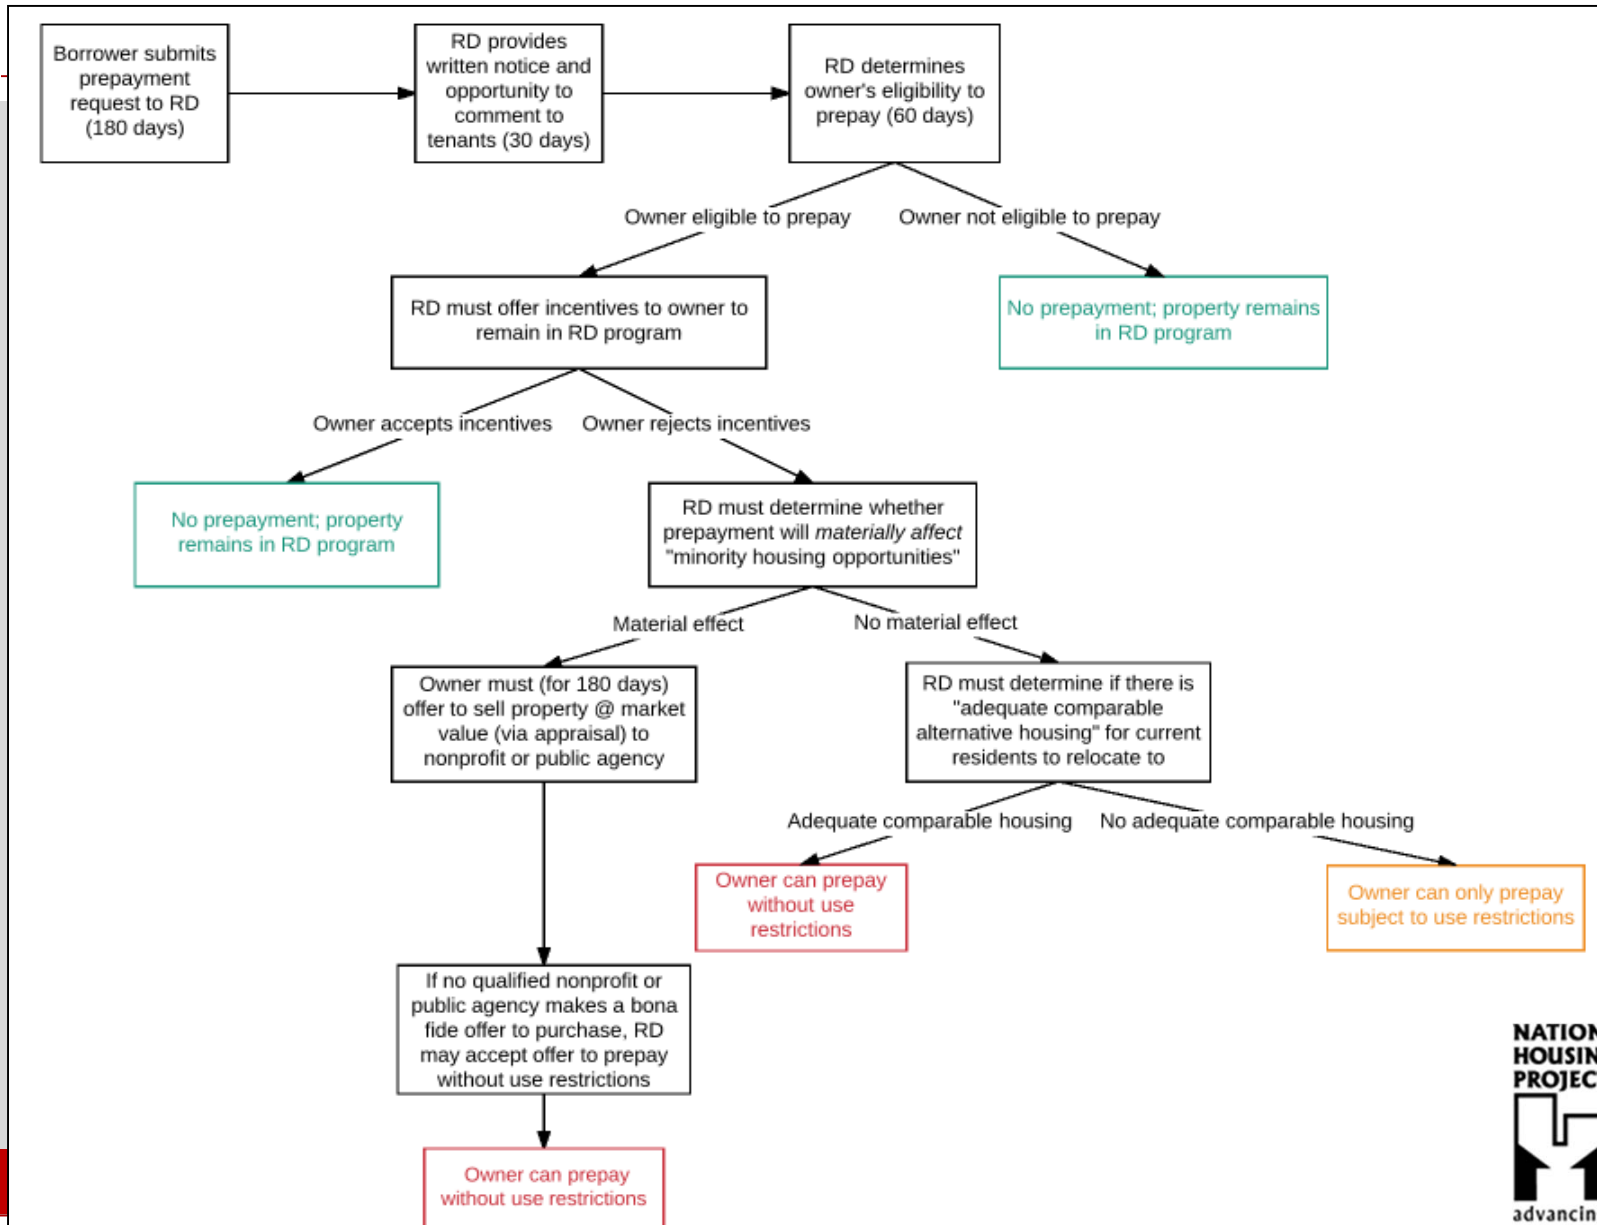 Borrower submits
prepayment
request to RD
(180 days)
RD provides
written notice and
opportunity to
comment to
tenants (30 days)
RD determines
owner's eligibility to
prepay (60 days)
Owner eligible to prepay
Owner not eligible to prepay
RD must offer incentives to owner to
remain in RD program
No prepayment; property remains
in RD program
Owner accepts incentives
Owner rejects incentives
No prepayment; property
remains in RD program
RD must determine whether
prepayment will materially affect
"minority housing opportunities"
Material effect
No material effect
Owner must (for 180 days)
offer to sell property @ market
value (via appraisal) to
nonprofit or public agency
RD must determine if there is
"adequate comparable
alternative housing" for current
residents to relocate to
Adequate comparable housing
No adequate comparable housing
Owner can prepay
without use
restrictions
Owner can only prepay
subject to use restrictions
If no qualified nonprofit or
public agency makes a bona
fide offer to purchase, RD
may accept offer to prepay
without use restrictions
Owner can prepay
without use restrictions
NATION
HOUSIN
PROJEC
advancin